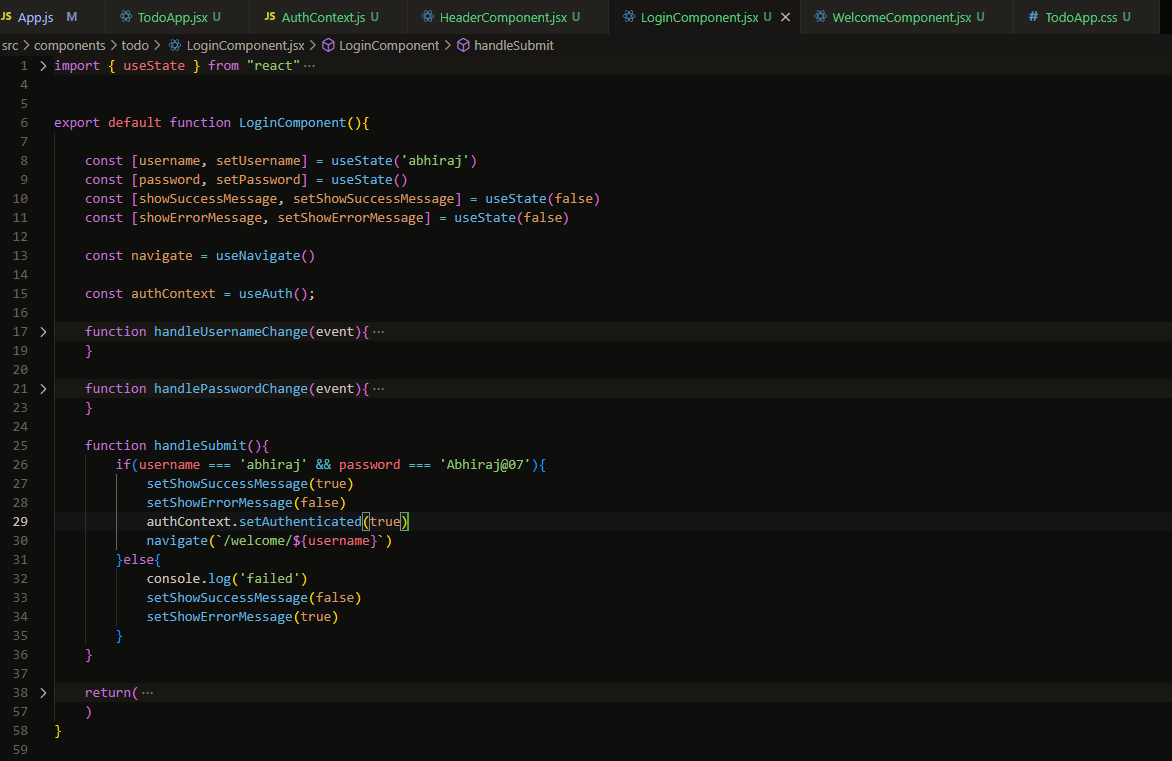 JS App.js M TodoApp.jsx U JS AuthContext.js U HeaderComponent.jsx U LoginComponent.jsx U × WelcomeComponent.jsx U # TodoApp.css U
src > components > todo > LoginComponent.jsx > LoginComponent > handleSubmit
1 > import { useState } from "react" ···
4
5
6 export default function LoginComponent(){
7
8 const [username, setUsername] = useState('abhiraj')
9 const [password, setPassword] = useState()
10 const [showSuccessMessage, setShowSuccessMessage] = useState(false)
11 const [showErrorMessage, setShowErrorMessage] = useState(false)
12
13 const navigate = useNavigate()
14
15 const authContext = useAuth();
16
17 > function handleUsernameChange(event){ ···
19 }
20
21 > function handlePasswordChange(event){ ···
23 }
24
25 function handleSubmit(){
26 if(username === 'abhiraj' && password === 'Abhiraj@07'){
27 setShowSuccessMessage(true)
28 setShowErrorMessage(false)
29 authContext.setAuthenticated(true)
30 navigate(`/welcome/${username}`)
31 }else{
32 console.log('failed')
33 setShowSuccessMessage(false)
34 setShowErrorMessage(true)
35 }
36 }
37
38 > return( ···
57 )
58 }
59